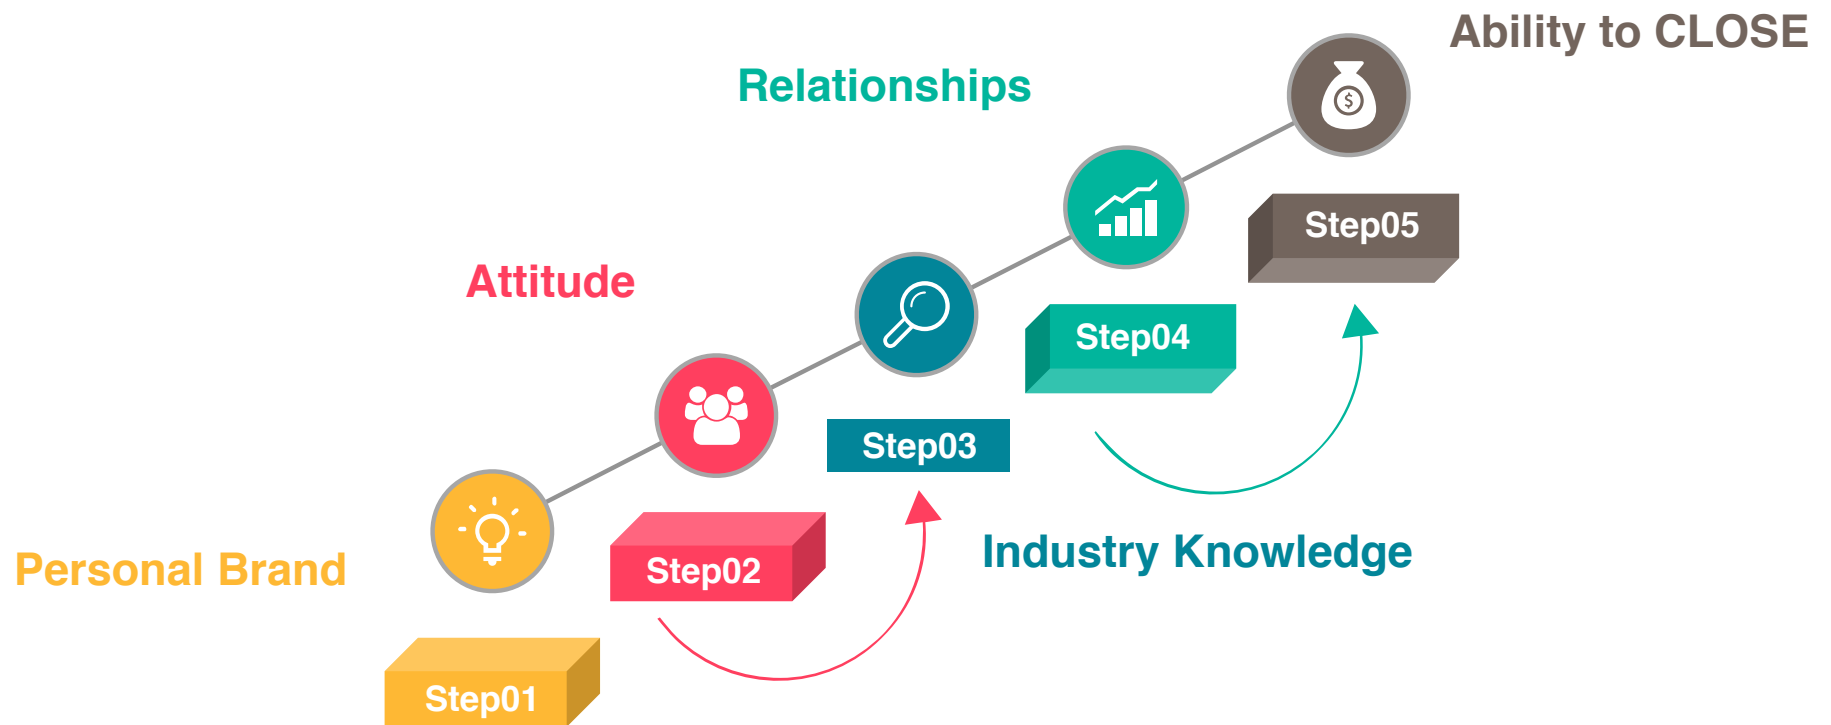 Ability to CLOSE
Relationships
Step05
Attitude
Step04
Step03
Industry Knowledge
Personal Brand
Step02
Step01